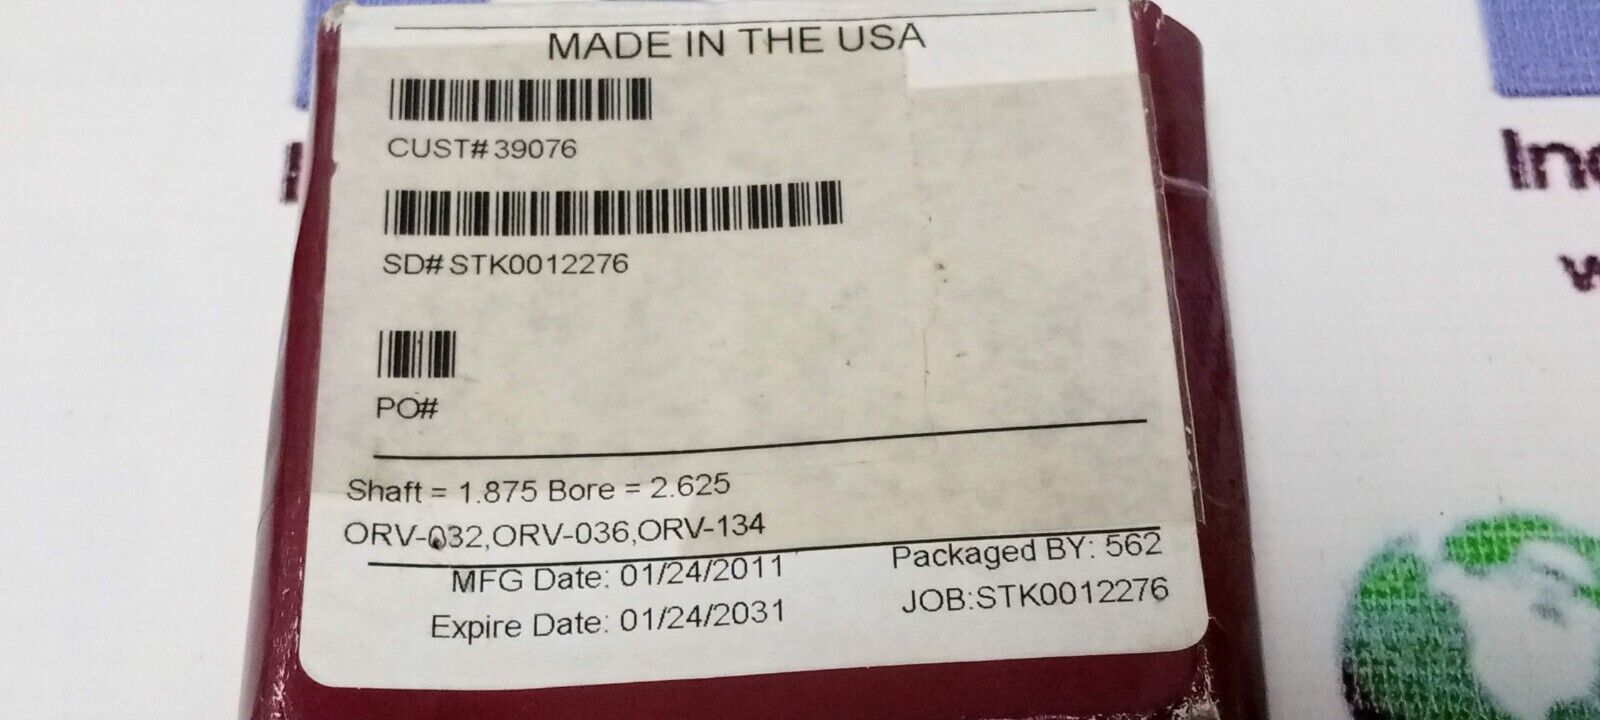 MADE IN THE USA
CUST# 39076
SD# STK0012276
PO#
Shaft = 1.875 Bore = 2.625
ORV-032,ORV-036,ORV-134
MFG Date: 01/24/2011
Expire Date: 01/24/2031
Packaged BY: 562
JOB:STK0012276